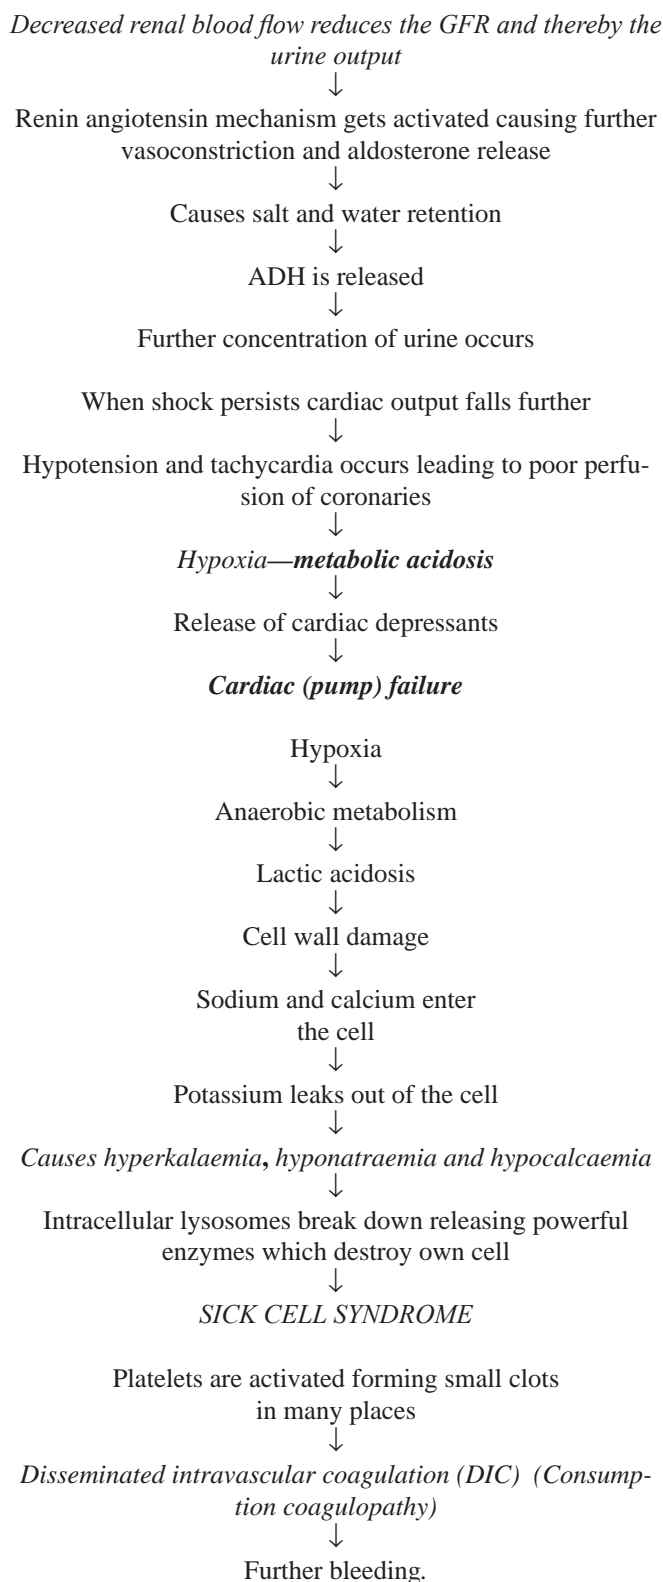 Decreased renal blood flow reduces the GFR and thereby the
urine output
↓
Renin angiotensin mechanism gets activated causing further
vasoconstriction and aldosterone release
↓
Causes salt and water retention
↓
ADH is released
↓
Further concentration of urine occurs
When shock persists cardiac output falls further
↓
Hypotension and tachycardia occurs leading to poor perfu-
sion of coronaries
↓
Hypoxia—metabolic acidosis
↓
Release of cardiac depressants
↓
Cardiac (pump) failure
Hypoxia
↓
Anaerobic metabolism
↓
Lactic acidosis
↓
Cell wall damage
↓
Sodium and calcium enter
the cell
↓
Potassium leaks out of the cell
↓
Causes hyperkalaemia, hyponatraemia and hypocalcaemia
↓
Intracellular lysosomes break down releasing powerful
enzymes which destroy own cell
↓
SICK CELL SYNDROME
Platelets are activated forming small clots
in many places
↓
Disseminated intravascular coagulation (DIC) (Consump-
tion coagulopathy)
↓
Further bleeding.